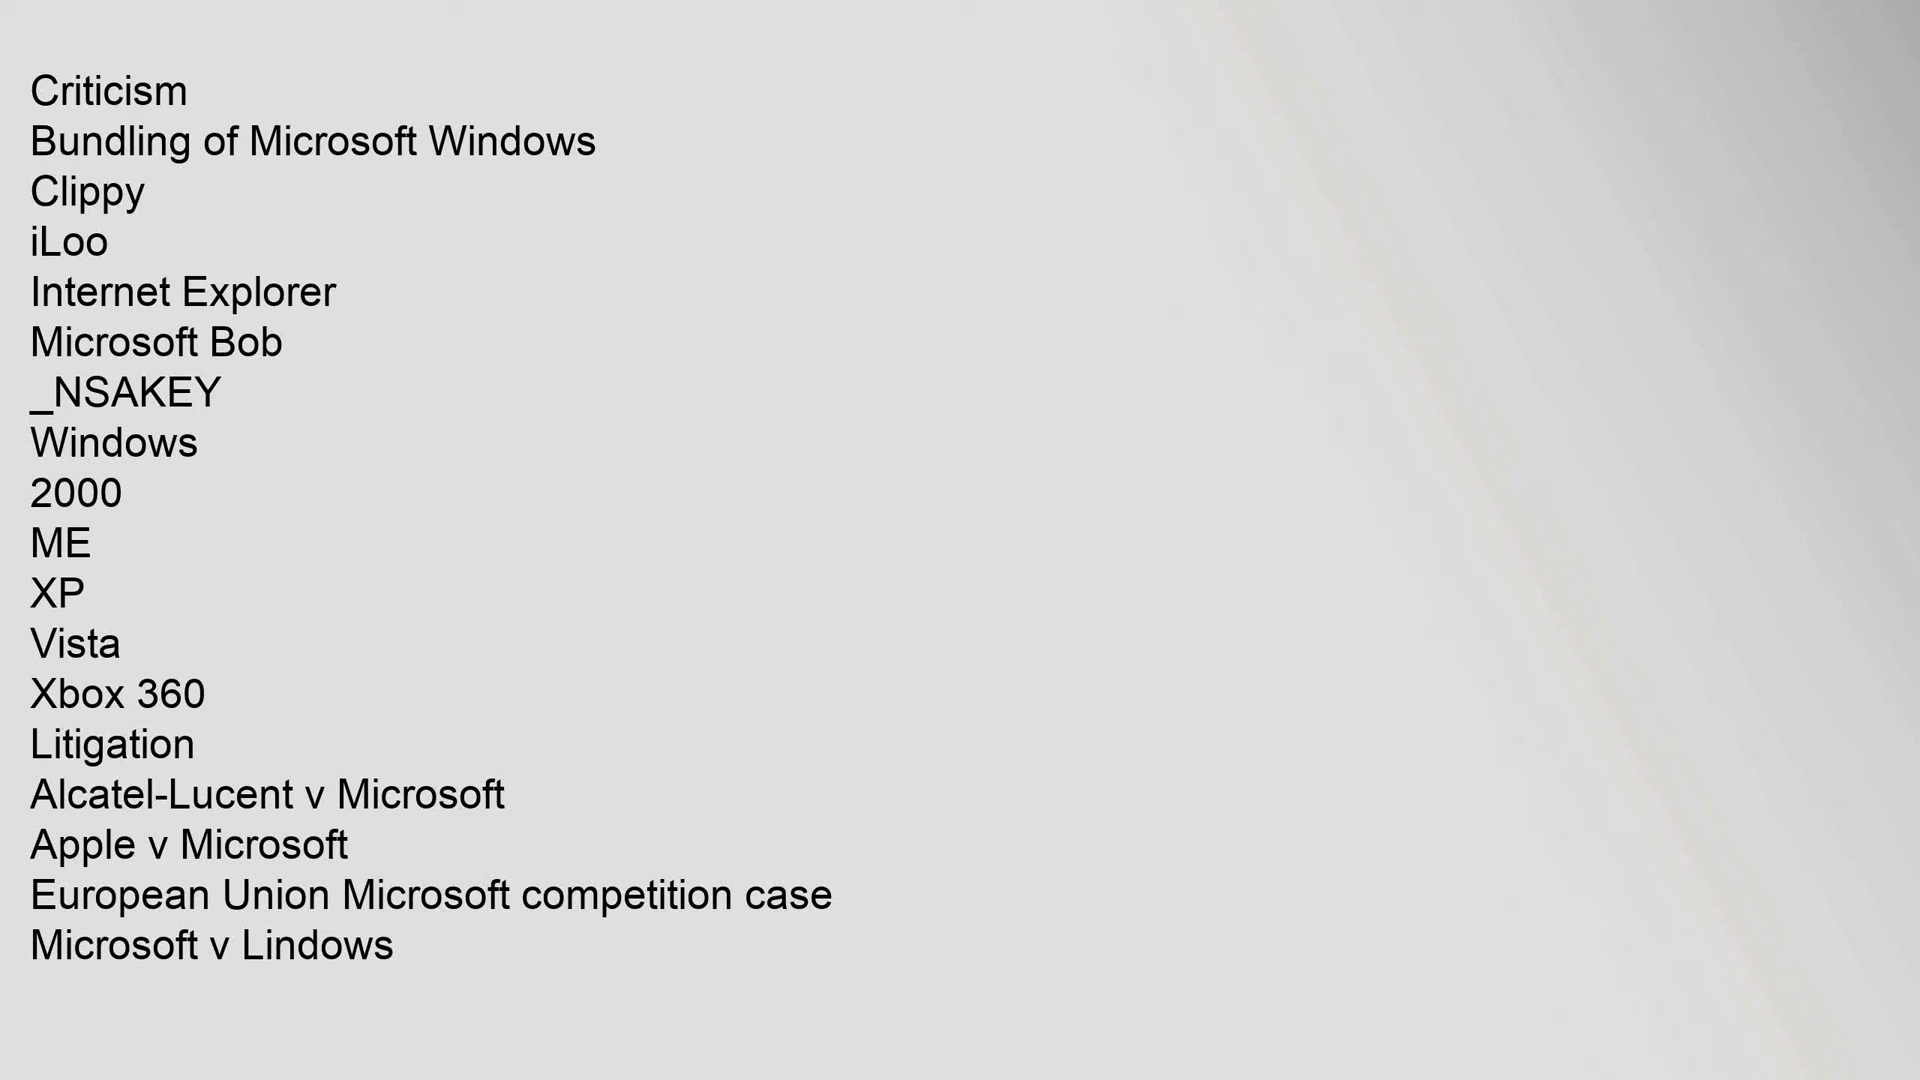 Criticism
Bundling of Microsoft Windows
Clippy
iLoo
Internet Explorer
Microsoft Bob
_NSAKEY
Windows
2000
ME
XP
Vista
Xbox 360
Litigation
Alcatel-Lucent v Microsoft
Apple v Microsoft
European Union Microsoft competition case
Microsoft v Lindows